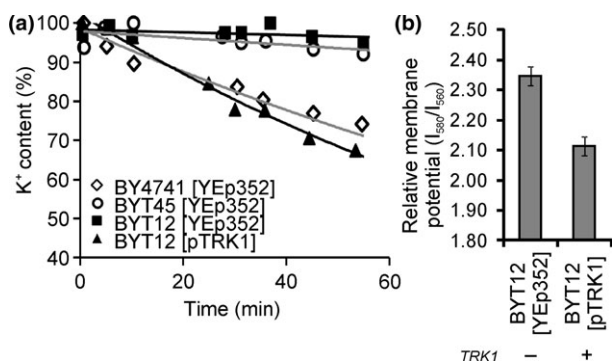 (a)
K⁺ content (%)
100
90
80
70
60
50
40
0
20
40
60
Time (min)
BY4741 [YEp352]
BYT45 [YEp352]
BYT12 [YEp352]
BYT12 [pTRK1]
(b)
Relative membrane
potential (I₅₈₀/I₅₆₀)
2.50
2.40
2.30
2.20
2.10
2.00
1.90
1.80
BYT12
[YEp352]
BYT12
[pTRK1]
TRK1 – +